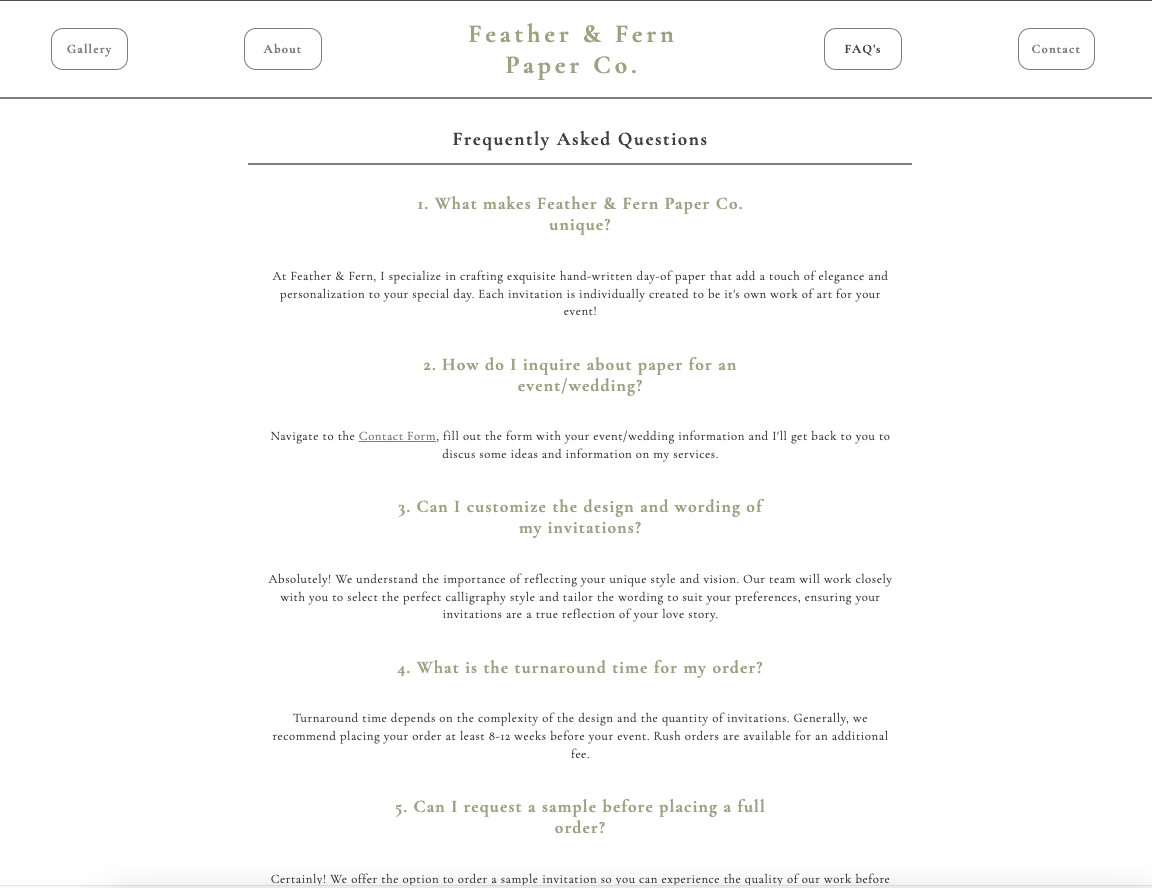 Gallery
About
Feather & Fern
Paper Co.
FAQ's
Contact
Frequently Asked Questions
1. What makes Feather & Fern Paper Co.
unique?
At Feather & Fern, I specialize in crafting exquisite hand-written day-of paper that add a touch of elegance and
personalization to your special day. Each invitation is individually created to be it's own work of art for your
event!
2. How do I inquire about paper for an
event/wedding?
Navigate to the Contact Form, fill out the form with your event/wedding information and I'll get back to you to
discus some ideas and information on my services.
3. Can I customize the design and wording of
my invitations?
Absolutely! We understand the importance of reflecting your unique style and vision. Our team will work closely
with you to select the perfect calligraphy style and tailor the wording to suit your preferences, ensuring your
invitations are a true reflection of your love story.
4. What is the turnaround time for my order?
Turnaround time depends on the complexity of the design and the quantity of invitations. Generally, we
recommend placing your order at least 8-12 weeks before your event. Rush orders are available for an additional
fee.
5. Can I request a sample before placing a full
order?
Certainly! We offer the option to order a sample invitation so you can experience the quality of our work before